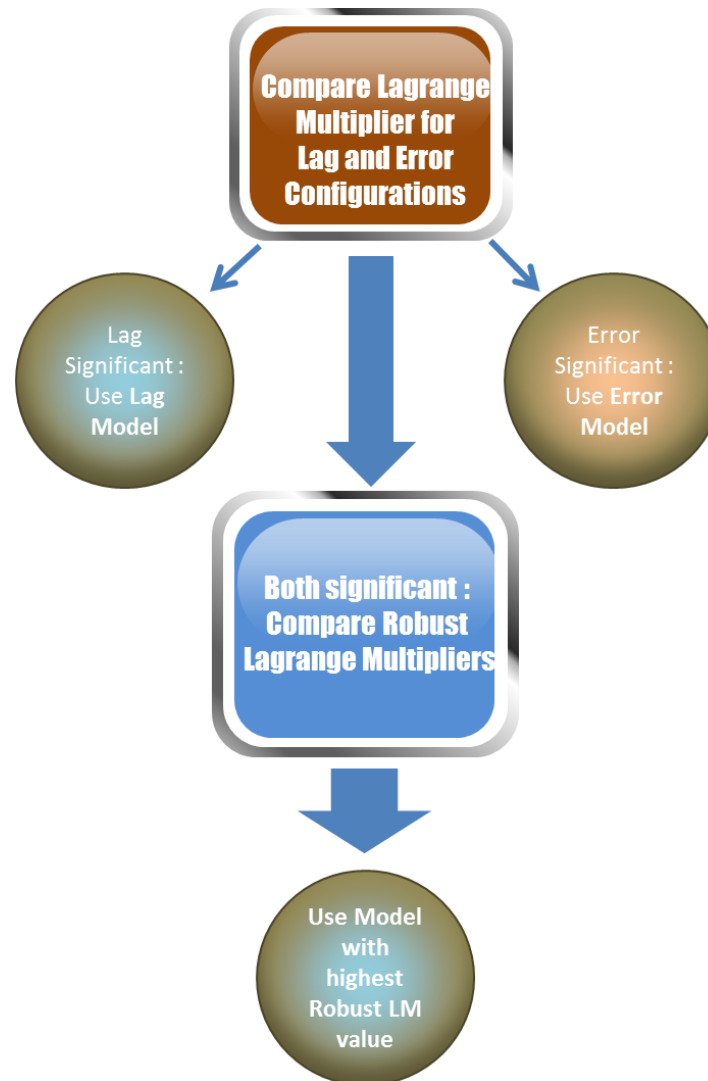 Compare Lagrange
Multiplier for
Lag and Error
Configurations
Lag
Significant :
Use Lag
Model
Error
Significant :
Use Error
Model
Both significant :
Compare Robust
Lagrange Multipliers
Use Model
with
highest
Robust LM
value